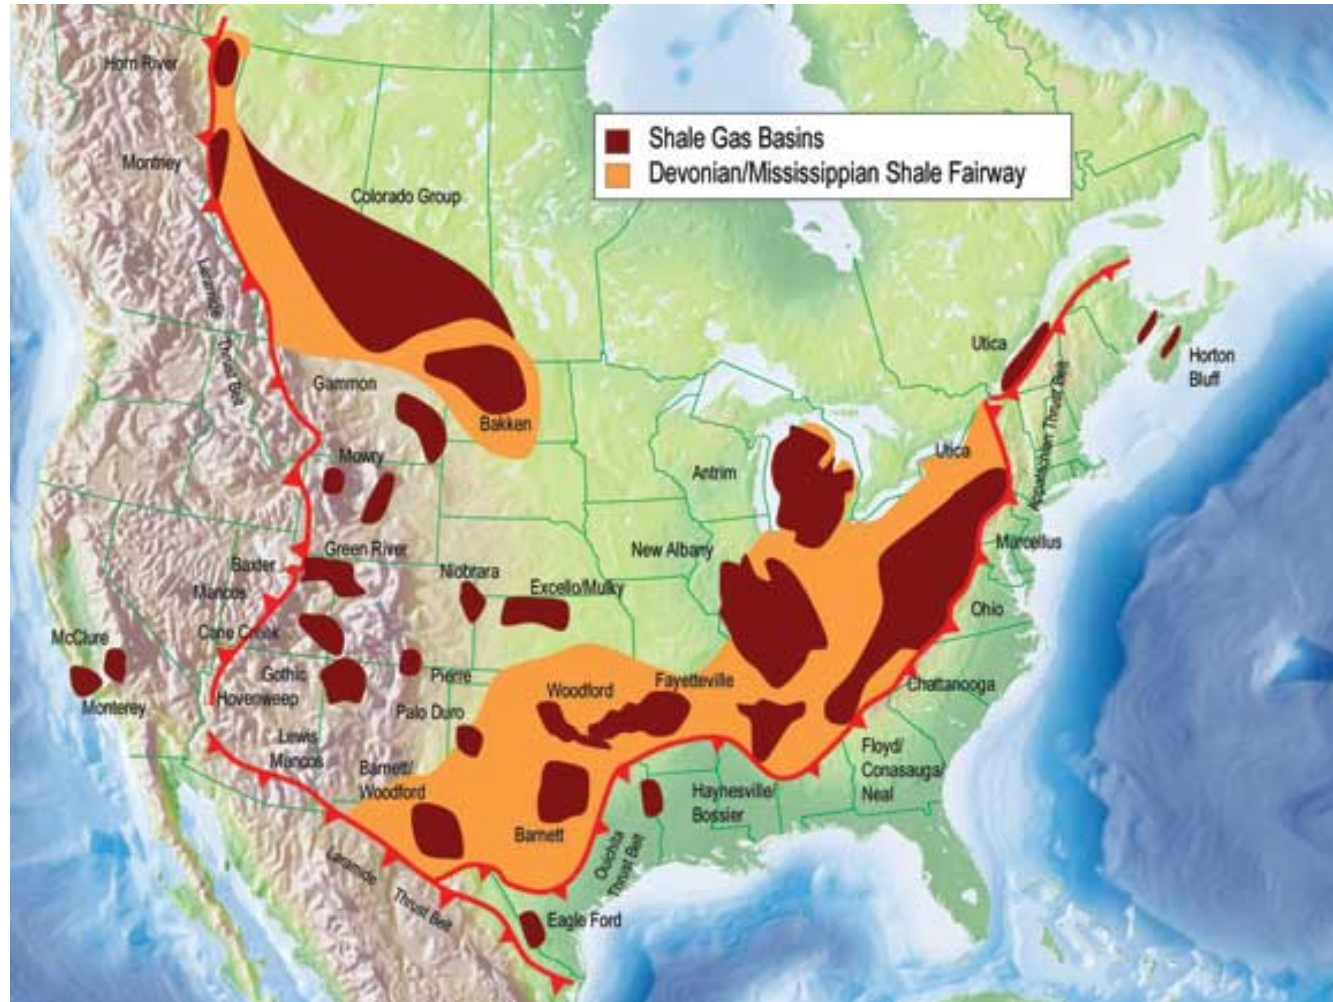 Horn River
Shale Gas Basins
Devonian/Mississippian Shale Fairway
Montney
Colorado Group
Laramide
Thrust Belt
Utica
Horton
Bluff
Appalachian Thrust Belt
Gammon
Bakken
Utica
Mowry
Antrim
Marcellus
Green River
New Albany
Baxter
Niobrara
Excello/Mulky
Mancos
Ohio
Cane Creek
McClure
Gothic
Pierre
Fayetteville
Chattanooga
Woodford
Hovenweep
Monterey
Palo Duro
Lewis
Mancos
Floyd/
Conasauga/
Neal
Barnett/
Woodford
Haynesville/
Bossier
Barnett
Ouichita
Thrust Belt
Laramide
Thrust Belt
Eagle Ford